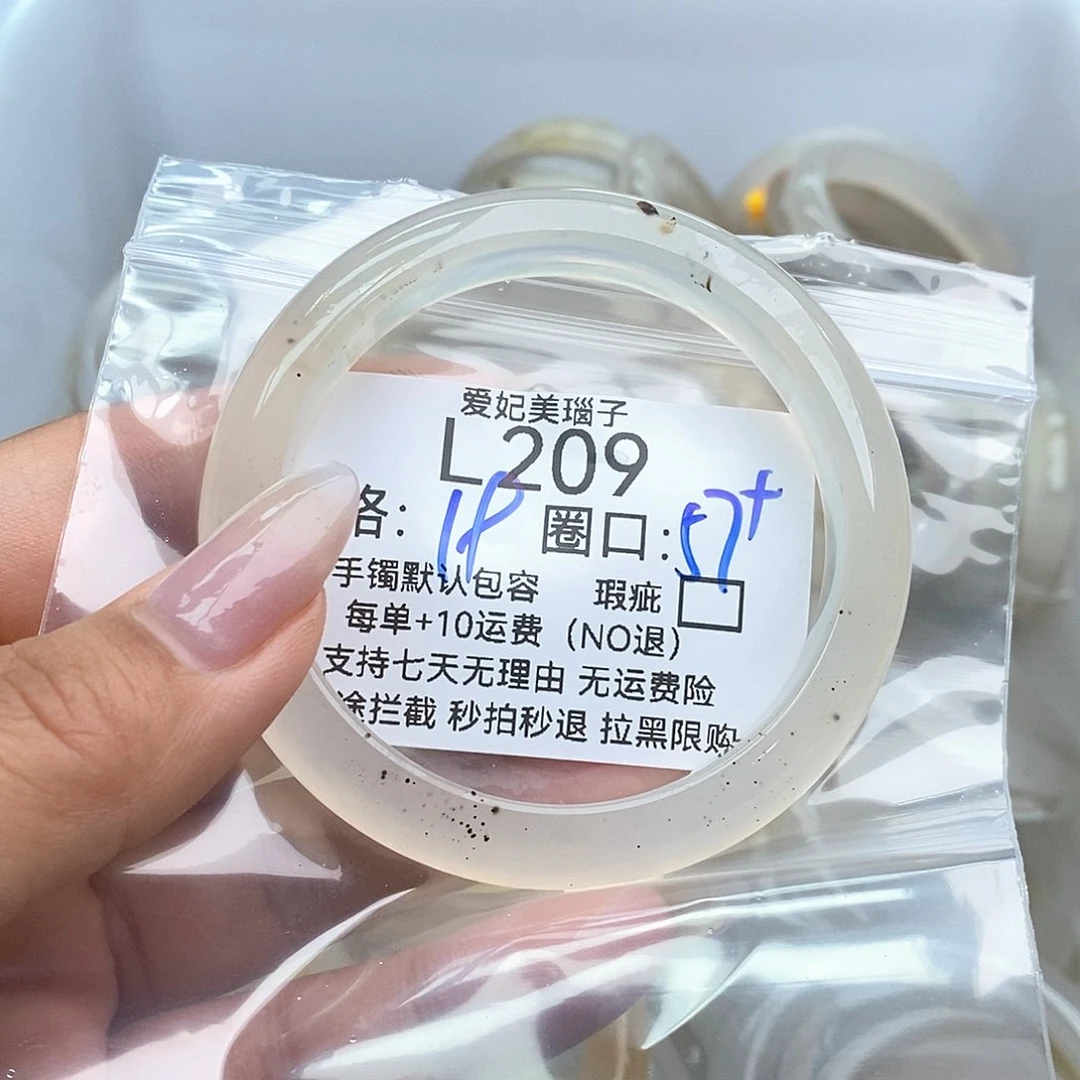 爱妃美瑙子
L209
格: 18 圈口: 57+
手镯默认包容 瑕疵
每单+10运费 (NO退)
支持七天无理由 无运费险
途拦截 秒拍秒退 拉黑限购